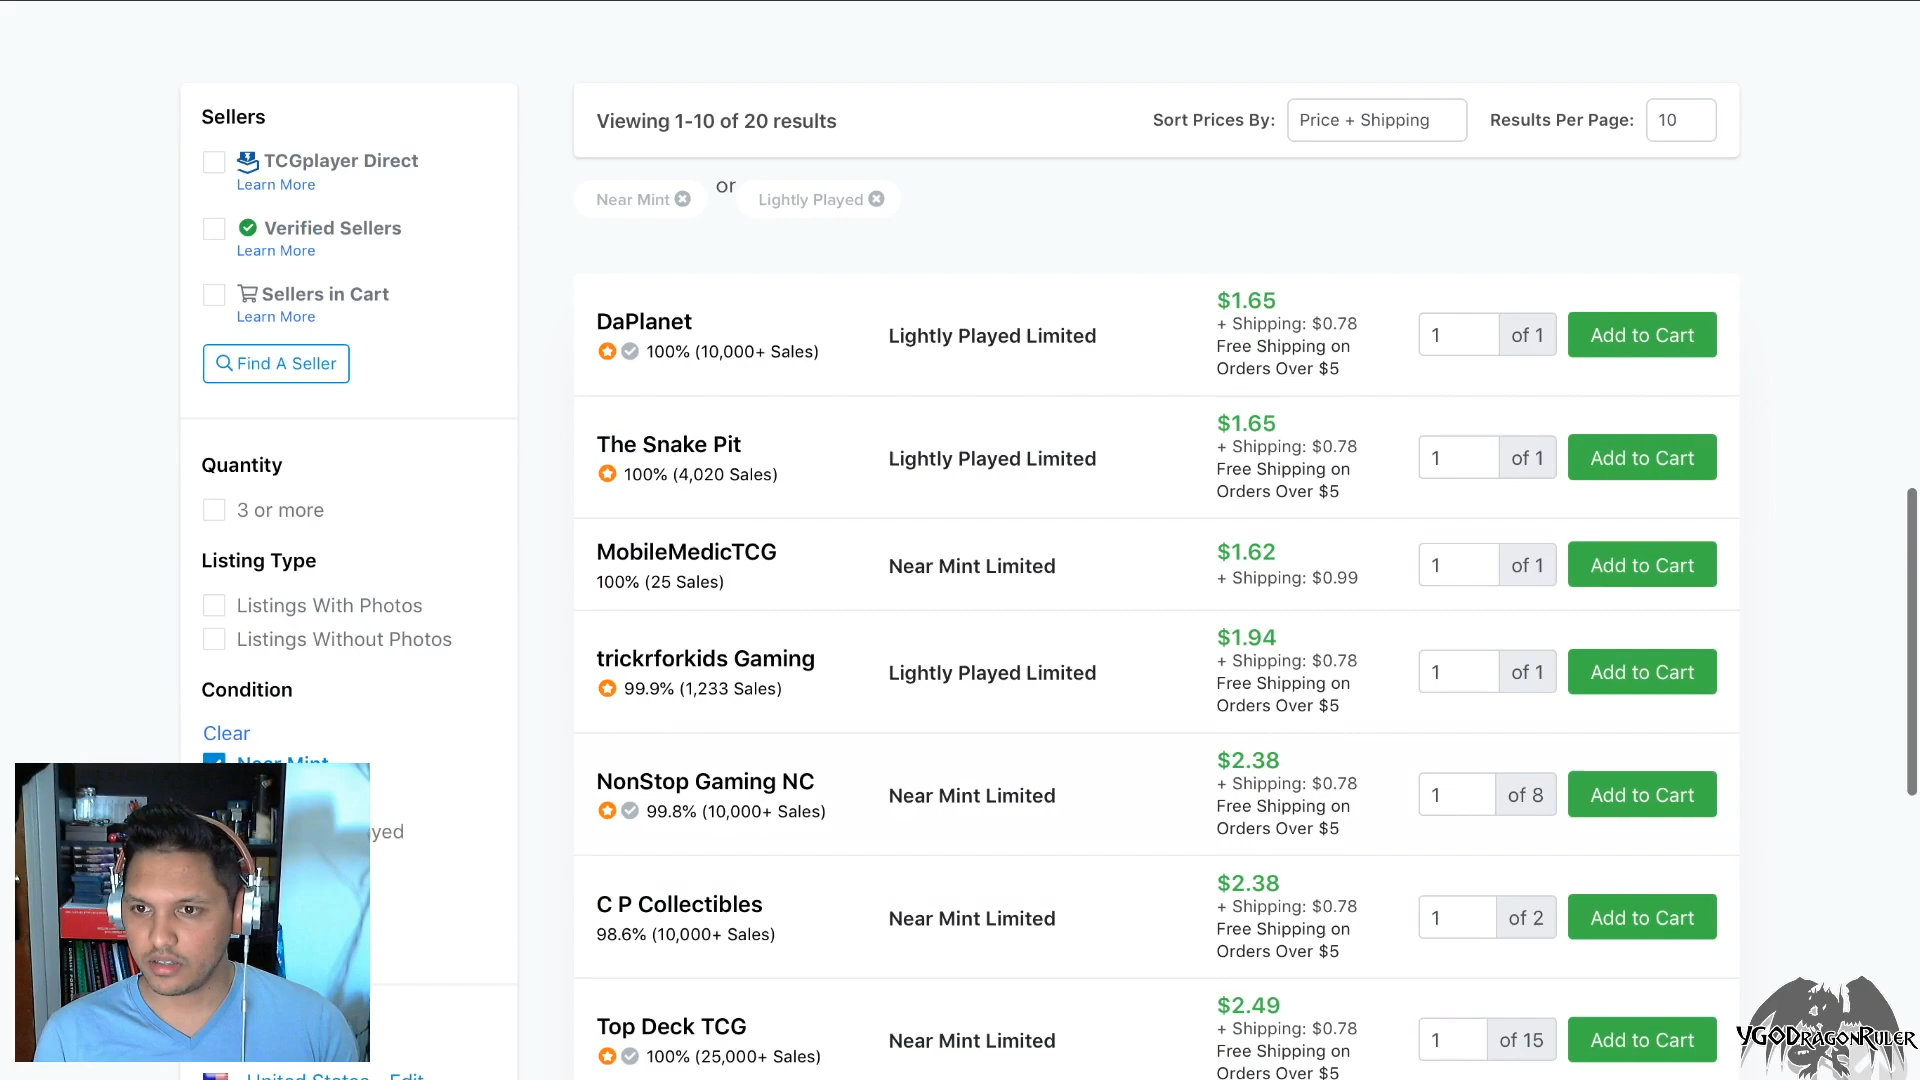 Sellers
TCGplayer Direct
Learn More
Verified Sellers
Learn More
Sellers in Cart
Learn More
Find A Seller
Quantity
3 or more
Listing Type
Listings With Photos
Listings Without Photos
Condition
Clear
Near Mint
yed
United States Edit
Viewing 1-10 of 20 results
Sort Prices By: Price + Shipping Results Per Page: 10
Near Mint or Lightly Played
DaPlanet
100% (10,000+ Sales)
Lightly Played Limited
$1.65
+ Shipping: $0.78
Free Shipping on
Orders Over $5
1 of 1 Add to Cart
The Snake Pit
100% (4,020 Sales)
Lightly Played Limited
$1.65
+ Shipping: $0.78
Free Shipping on
Orders Over $5
1 of 1 Add to Cart
MobileMedicTCG
100% (25 Sales)
Near Mint Limited
$1.62
+ Shipping: $0.99
1 of 1 Add to Cart
trickrforkids Gaming
99.9% (1,233 Sales)
Lightly Played Limited
$1.94
+ Shipping: $0.78
Free Shipping on
Orders Over $5
1 of 1 Add to Cart
NonStop Gaming NC
99.8% (10,000+ Sales)
Near Mint Limited
$2.38
+ Shipping: $0.78
Free Shipping on
Orders Over $5
1 of 8 Add to Cart
C P Collectibles
98.6% (10,000+ Sales)
Near Mint Limited
$2.38
+ Shipping: $0.78
Free Shipping on
Orders Over $5
1 of 2 Add to Cart
Top Deck TCG
100% (25,000+ Sales)
Near Mint Limited
$2.49
+ Shipping: $0.78
Free Shipping on
Orders Over $5
1 of 15 Add to Cart
YGODragonRuler